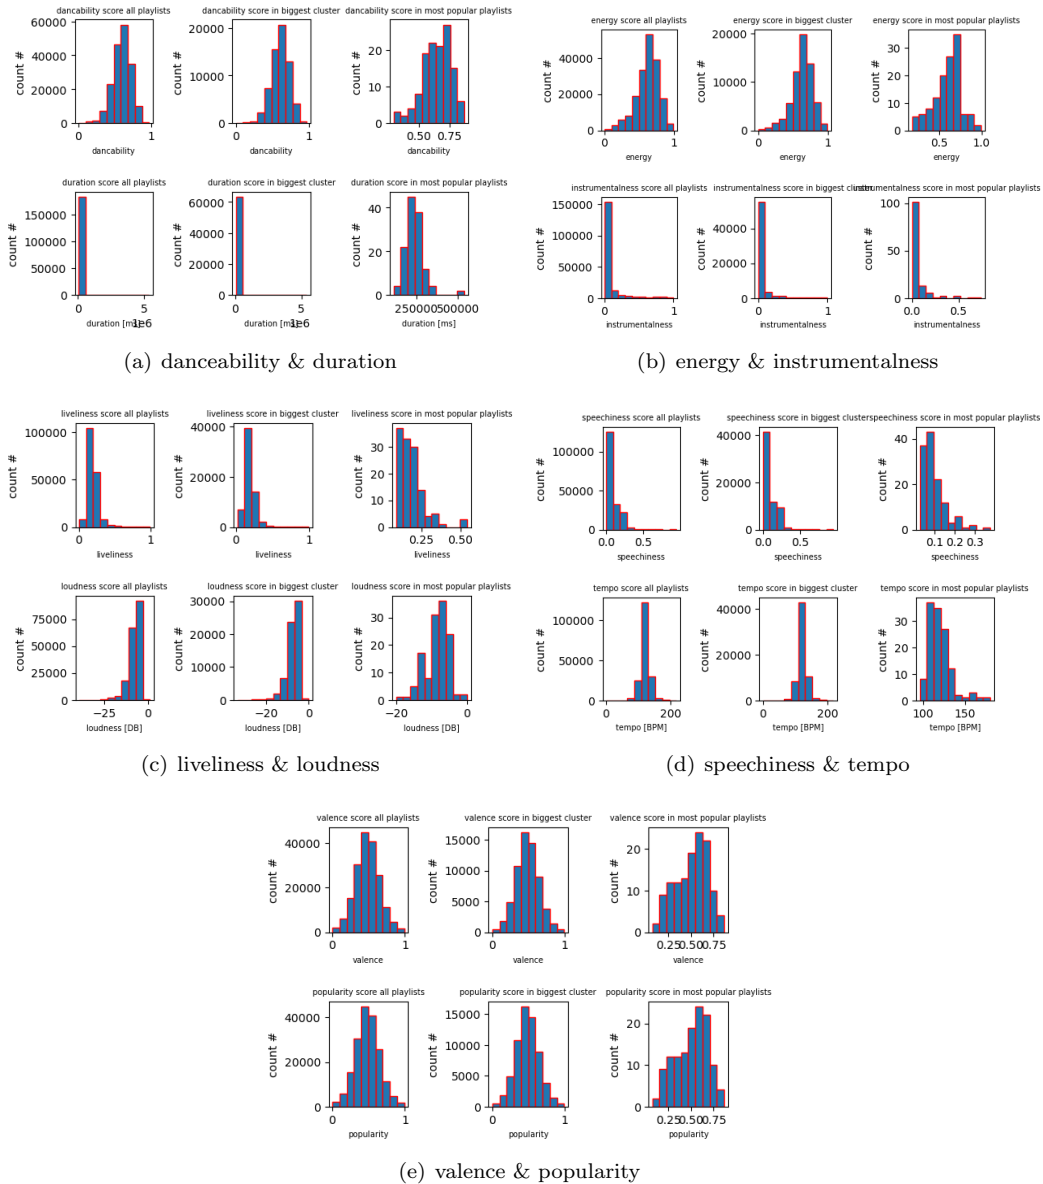 dancability score all playlists
dancability score in biggest cluster
dancability score in most popular playlists
count #
60000
40000
20000
0
0
1
dancability
count #
20000
10000
0
0
1
dancability
count #
20
10
0
0.50
0.75
dancability
duration score all playlists
duration score in biggest cluster
duration score in most popular playlists
count #
150000
100000
50000
0
0
5
1e6
duration [ms]
count #
60000
40000
20000
0
0
5
1e6
duration [ms]
count #
40
20
0
250000
500000
duration [ms]
(a) danceability & duration
energy score all playlists
energy score in biggest cluster
energy score in most popular playlists
count #
40000
20000
0
0
1
energy
count #
20000
10000
0
0
1
energy
count #
30
20
10
0
0.5
1.0
energy
instrumentalness score all playlists
instrumentalness score in biggest cluster
instrumentalness score in most popular playlists
count #
150000
100000
50000
0
0
1
instrumentalness
count #
40000
20000
0
0
1
instrumentalness
count #
100
50
0
0.0
0.5
instrumentalness
(b) energy & instrumentalness
liveliness score all playlists
liveliness score in biggest cluster
liveliness score in most popular playlists
count #
100000
50000
0
0
1
liveliness
count #
40000
20000
0
0
1
liveliness
count #
30
20
10
0
0.25
0.50
liveliness
loudness score all playlists
loudness score in biggest cluster
loudness score in most popular playlists
count #
75000
50000
25000
0
−25
0
loudness [DB]
count #
30000
20000
10000
0
−20
0
loudness [DB]
count #
30
20
10
0
−20
0
loudness [DB]
(c) liveliness & loudness
speechiness score all playlists
speechiness score in biggest cluster
speechiness score in most popular playlists
count #
100000
50000
0
0.0
0.5
speechiness
count #
40000
20000
0
0.0
0.5
speechiness
count #
40
20
0
0.1
0.2
0.3
speechiness
tempo score all playlists
tempo score in biggest cluster
tempo score in most popular playlists
count #
100000
50000
0
0
200
tempo [BPM]
count #
40000
20000
0
0
200
tempo [BPM]
count #
30
20
10
0
100
150
tempo [BPM]
(d) speechiness & tempo
valence score all playlists
valence score in biggest cluster
valence score in most popular playlists
count #
40000
20000
0
0
1
valence
count #
15000
10000
5000
0
0
1
valence
count #
20
10
0
0.25
0.50
0.75
valence
popularity score all playlists
popularity score in biggest cluster
popularity score in most popular playlists
count #
40000
20000
0
0
1
popularity
count #
15000
10000
5000
0
0
1
popularity
count #
20
10
0
0.25
0.50
0.75
popularity
(e) valence & popularity